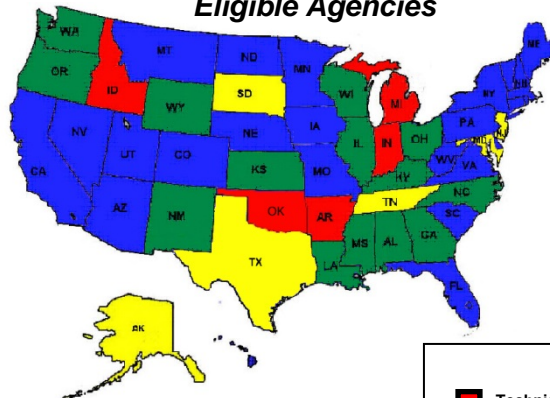 Eligible Agencies
WA
MT
ND
MN
ME
OR
ID
SD
WI
MI
NY
WY
IA
PA
NV
NE
IL
IN
OH
CA
UT
CO
KS
MO
KY
WV
VA
NC
AZ
NM
OK
AR
TN
SC
MS
AL
GA
TX
LA
FL
AK